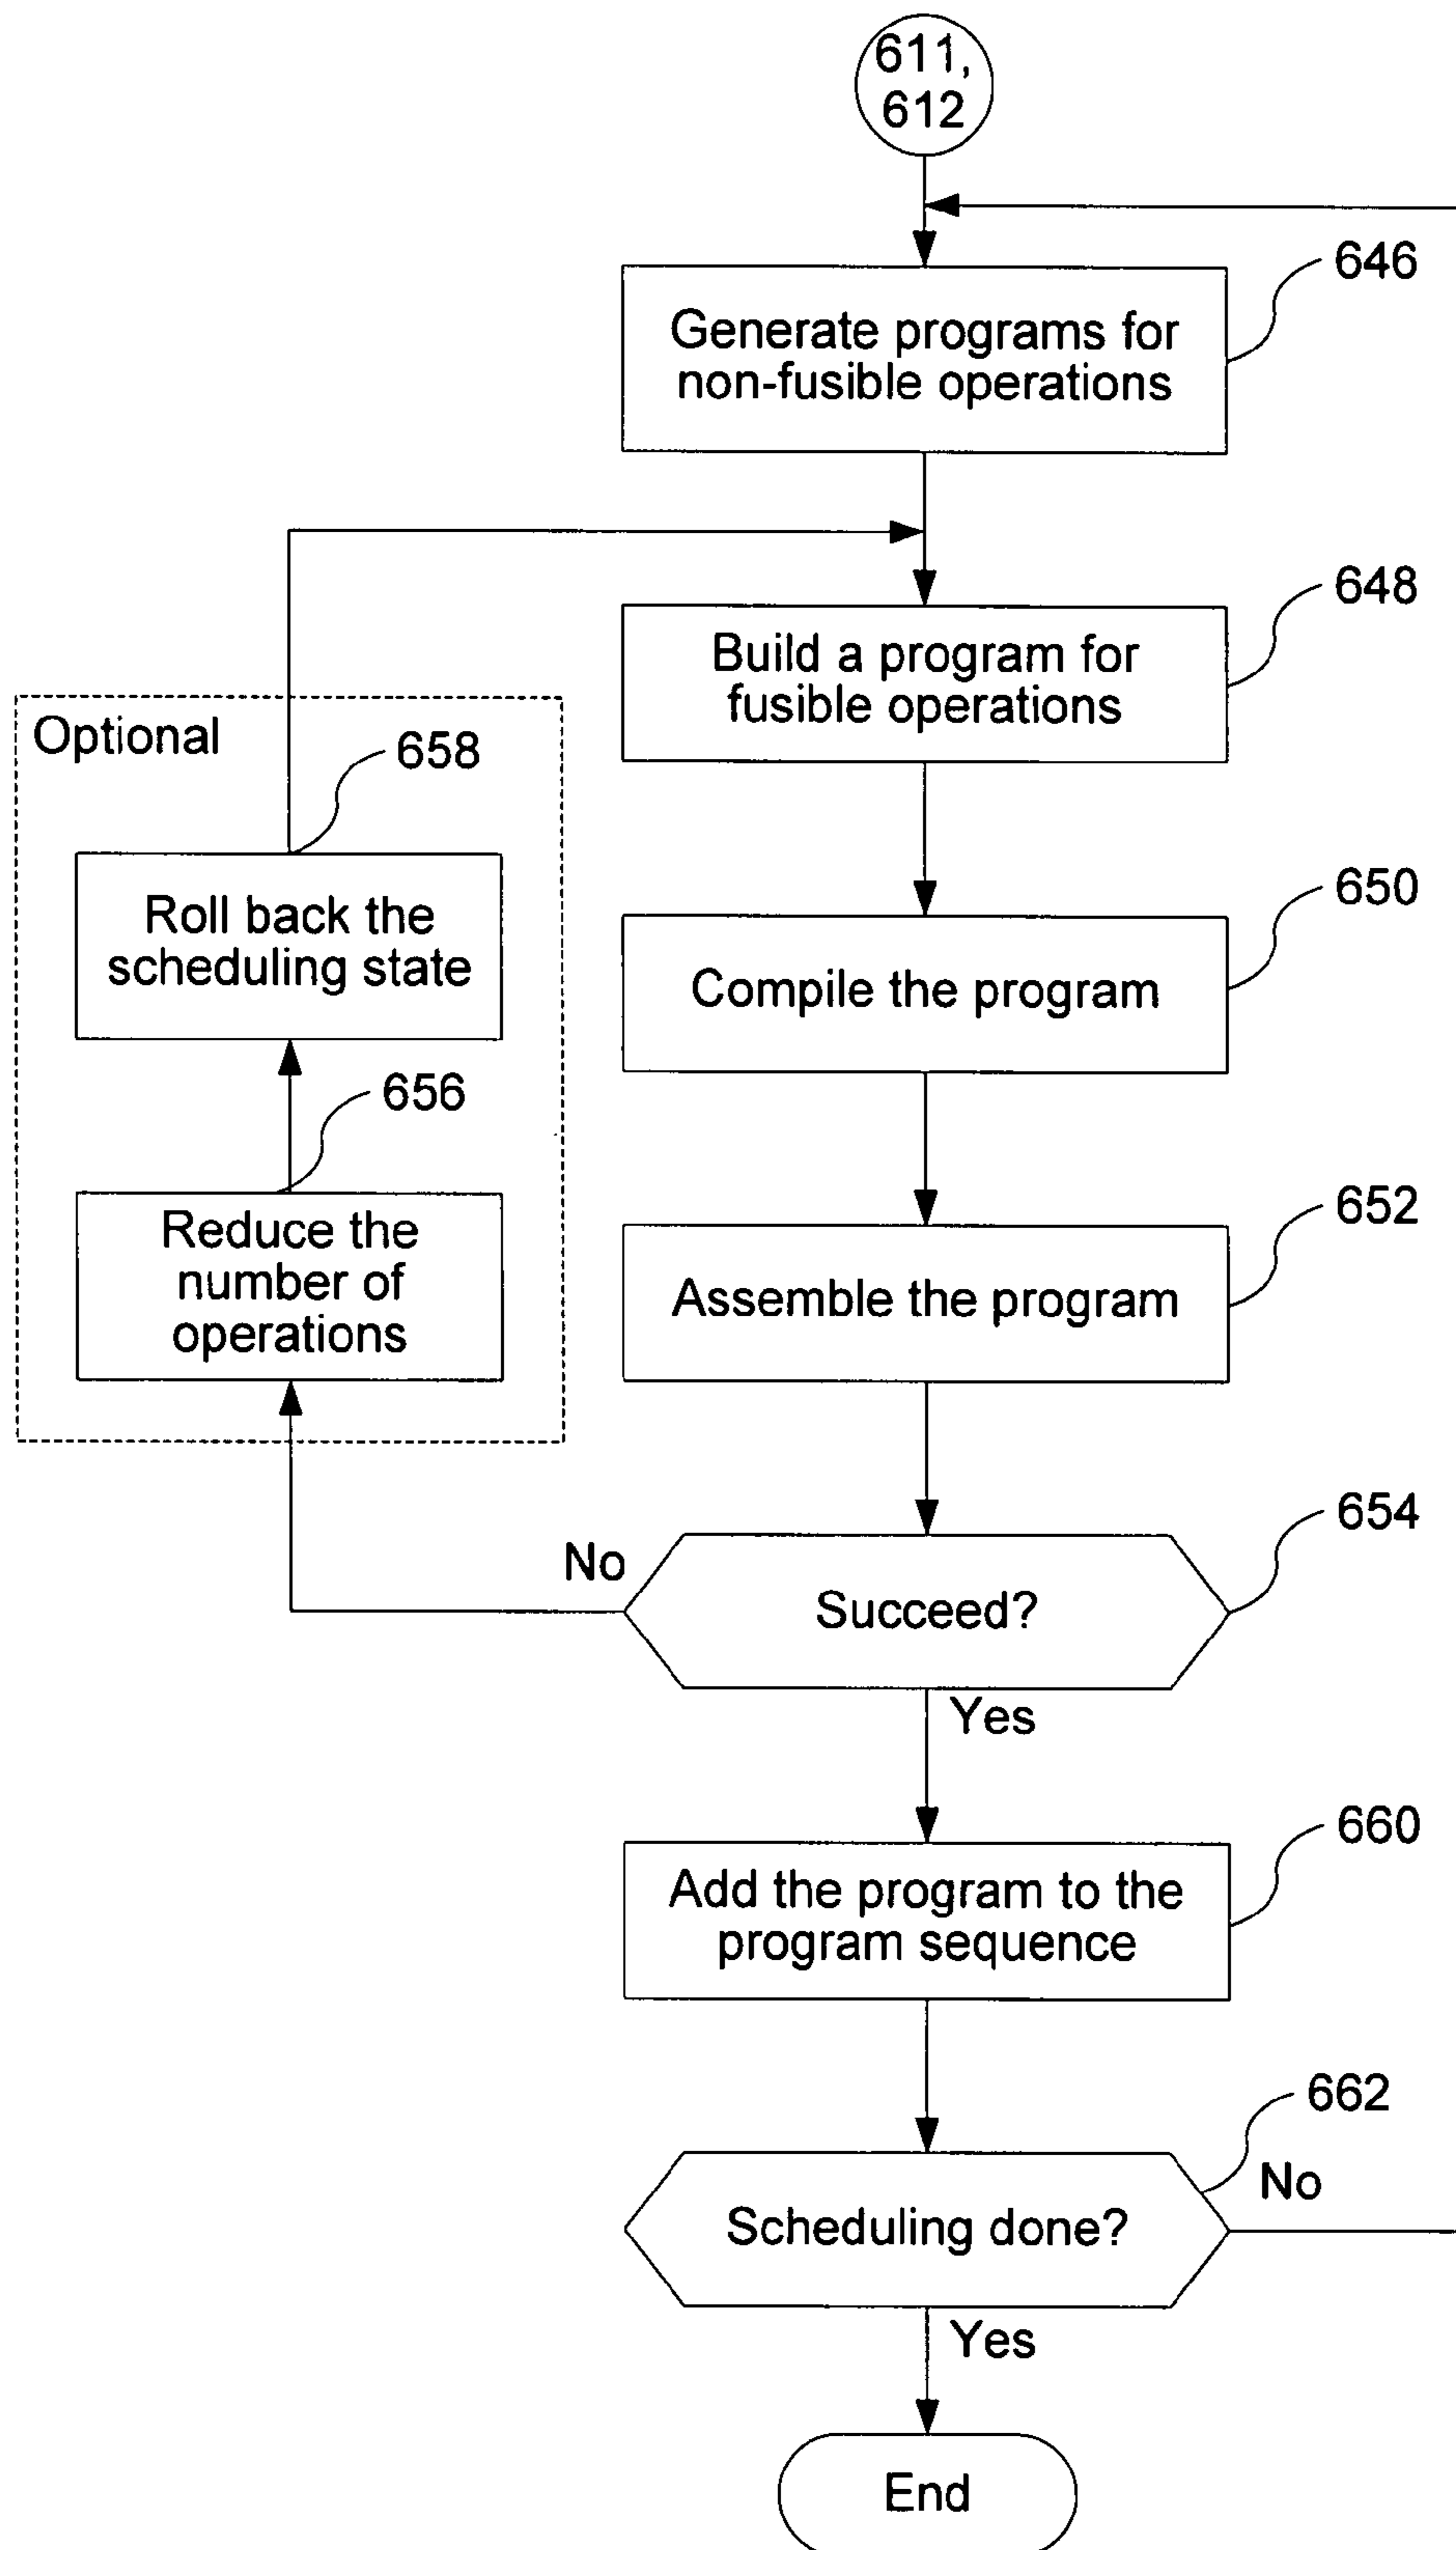 611,
612
646
Generate programs for
non-fusible operations
648
Build a program for
fusible operations
Optional
658
Roll back the
scheduling state
650
Compile the program
656
Reduce the
number of
operations
652
Assemble the program
654
No
Succeed?
Yes
660
Add the program to the
program sequence
662
No
Scheduling done?
Yes
End